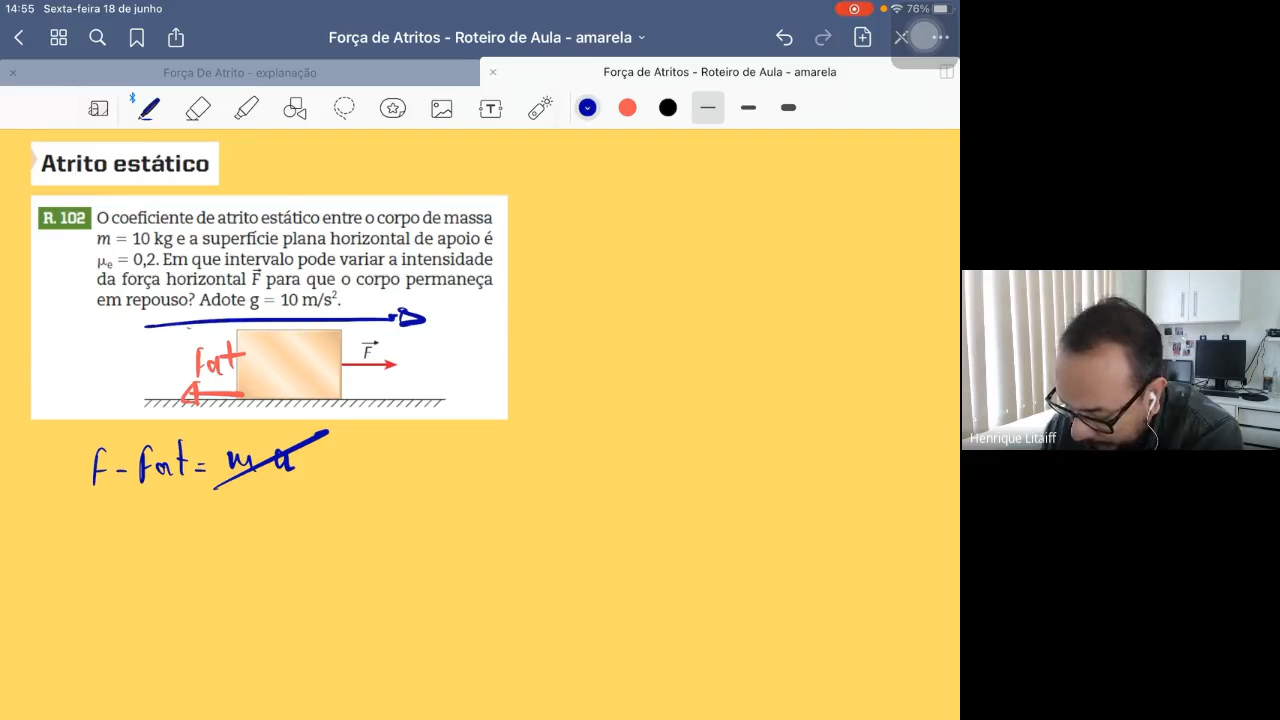 14:55 Sexta-feira 18 de junho
76%
Força de Atritos - Roteiro de Aula - amarela
Força De Atrito - explanação
Força de Atritos - Roteiro de Aula - amarela
Atrito estático
R. 102 O coeficiente de atrito estático entre o corpo de massa
m = 10 kg e a superfície plana horizontal de apoio é
μe = 0,2. Em que intervalo pode variar a intensidade
da força horizontal F⃗ para que o corpo permaneça
em repouso? Adote g = 10 m/s².
F⃗
Fat
F - Fat = m a
Henrique Litaiff